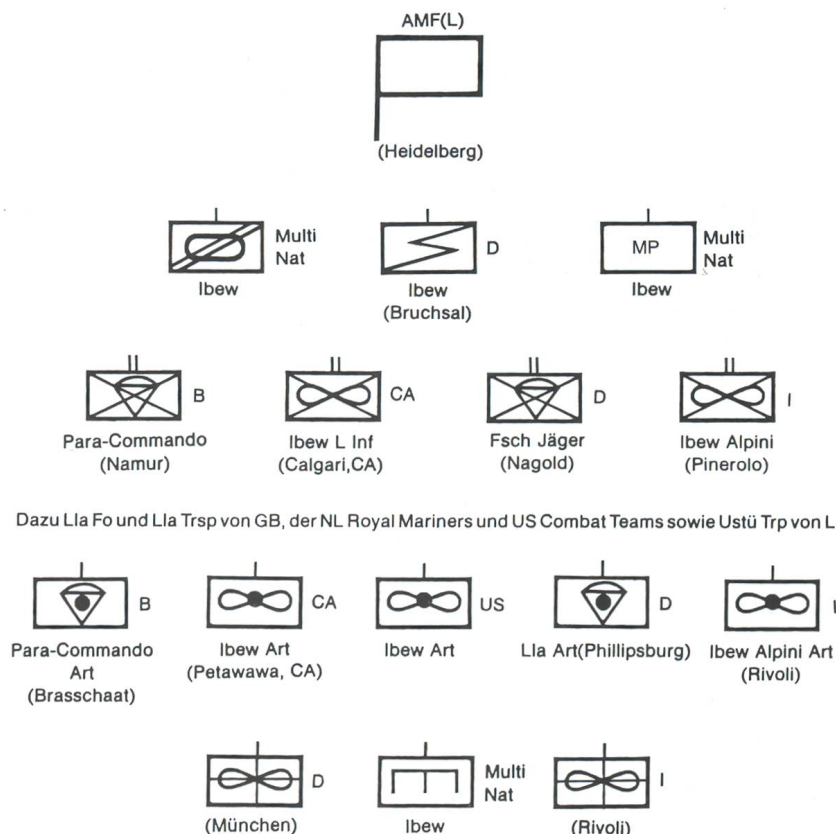 AMF(L)
(Heidelberg)
Multi
Nat
Ibew
D
Ibew
(Bruchsal)
MP
Multi
Nat
Ibew
B
Para-Commando
(Namur)
CA
Ibew L Inf
(Calgari,CA)
D
Fsch Jäger
(Nagold)
I
Ibew Alpini
(Pinerolo)
Dazu Lla Fo und Lla Trsp von GB, der NL Royal Mariners und US Combat Teams sowie Ustü Trp von L
B
Para-Commando
Art
(Brasschaat)
CA
Ibew Art
(Petawawa, CA)
US
Ibew Art
D
Lla Art(Phillipsburg)
I
Ibew Alpini Art
(Rivoli)
D
(München)
Multi
Nat
Ibew
I
(Rivoli)